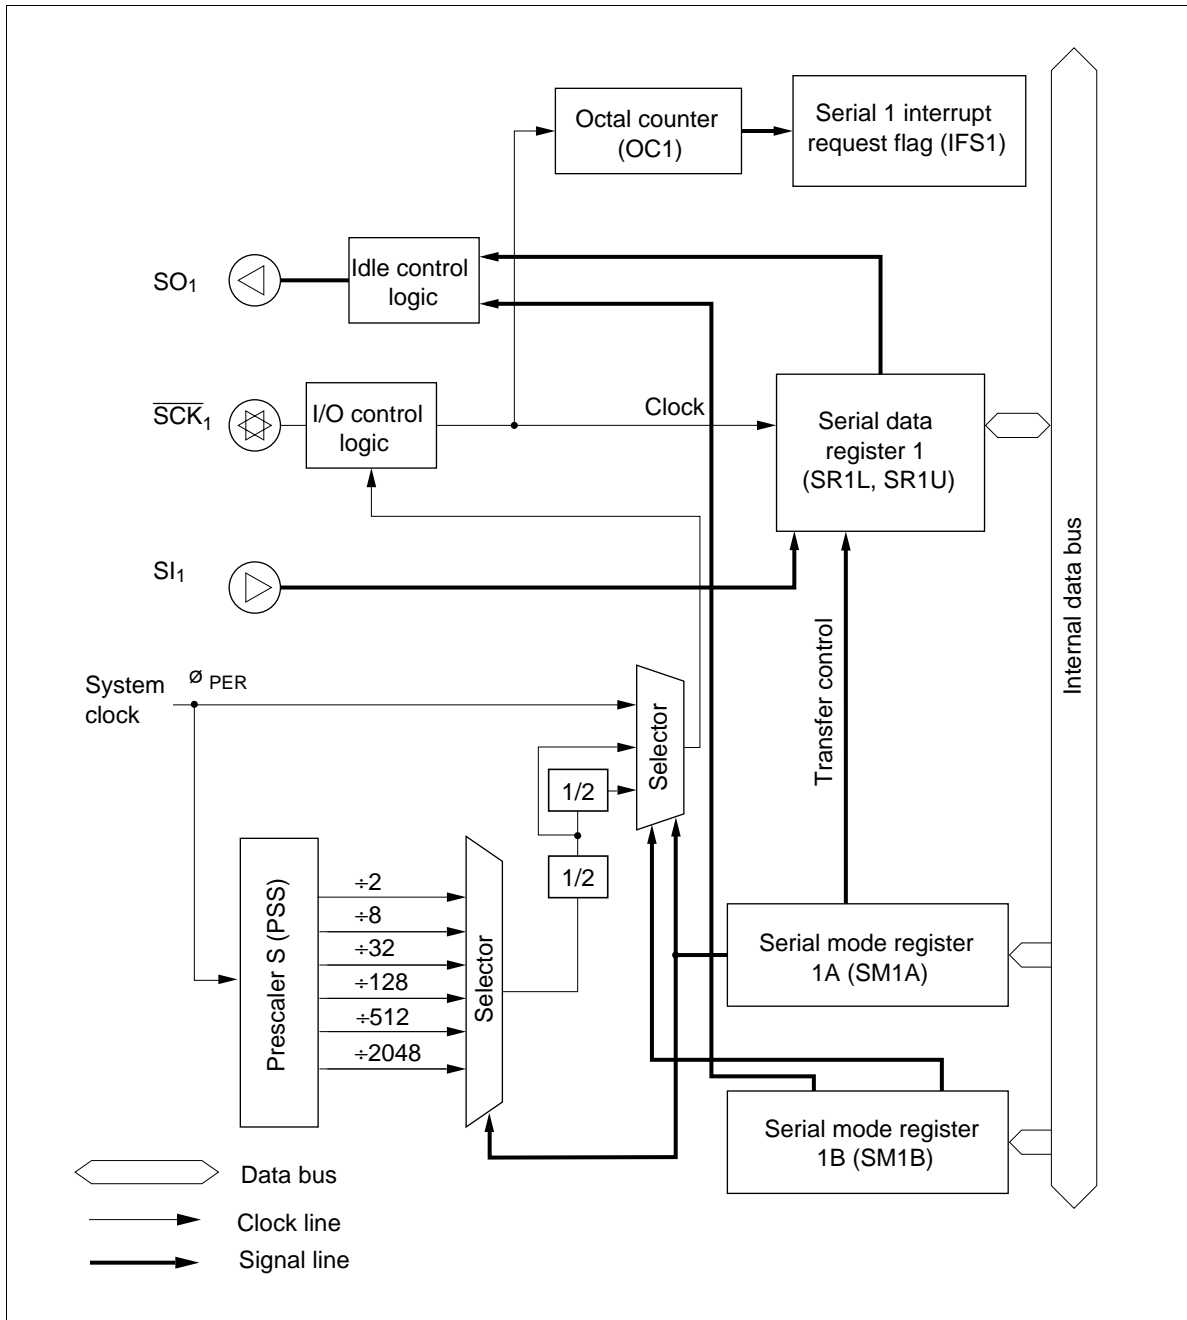 Octal counter
(OC1)
Serial 1 interrupt
request flag (IFS1)
SO1
Idle control
logic
SCK1
I/O control
logic
Clock
Serial data
register 1
(SR1L, SR1U)
SI1
Internal data bus
Transfer control
System
clock
ø PER
Selector
1/2
1/2
Prescaler S (PSS)
÷2
÷8
÷32
÷128
÷512
÷2048
Selector
Serial mode register
1A (SM1A)
Serial mode register
1B (SM1B)
Data bus
Clock line
Signal line